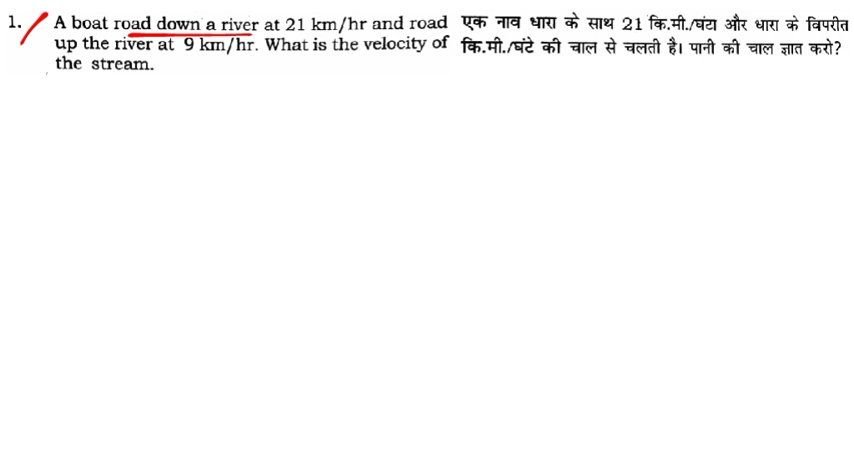 1. A boat road down a river at 21 km/hr and road
up the river at 9 km/hr. What is the velocity of
the stream.
एक नाव धारा के साथ 21 कि.मी./घंटा और धारा के विपरीत
कि.मी./घंटे की चाल से चलती है। पानी की चाल ज्ञात करो?